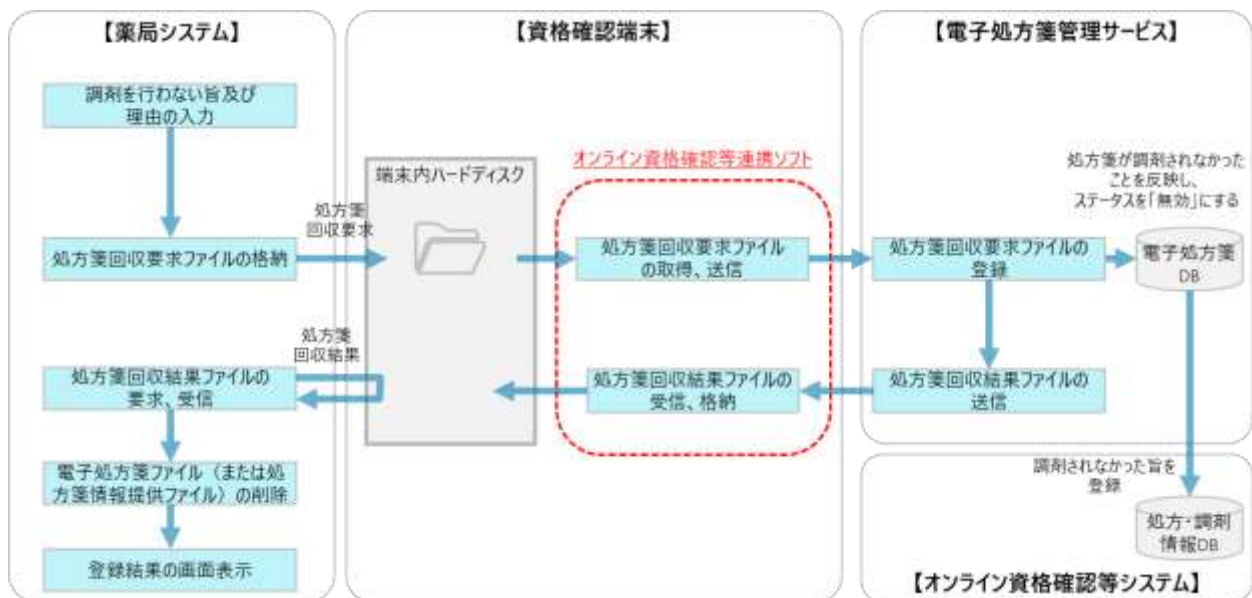 【薬局システム】
調剤を行わない旨及び
理由の入力
処方箋回収要求ファイルの格納
処方箋
回収要求
処方箋
回収結果
処方箋回収結果ファイルの
要求、受信
電子処方箋ファイル（または処
方箋情報提供ファイル）の削除
登録結果の画面表示
【資格確認端末】
端末内ハードディスク
オンライン資格確認等連携ソフト
処方箋回収要求ファイル
の取得、送信
処方箋回収結果ファイルの
受信、格納
【電子処方箋管理サービス】
処方箋が調剤されなかった
ことを反映し、
ステータスを「無効」にする
処方箋回収要求ファイルの
登録
電子処方箋
DB
処方箋回収結果ファイルの
送信
調剤されなかった旨を
登録
処方・調剤
情報DB
【オンライン資格確認等システム】